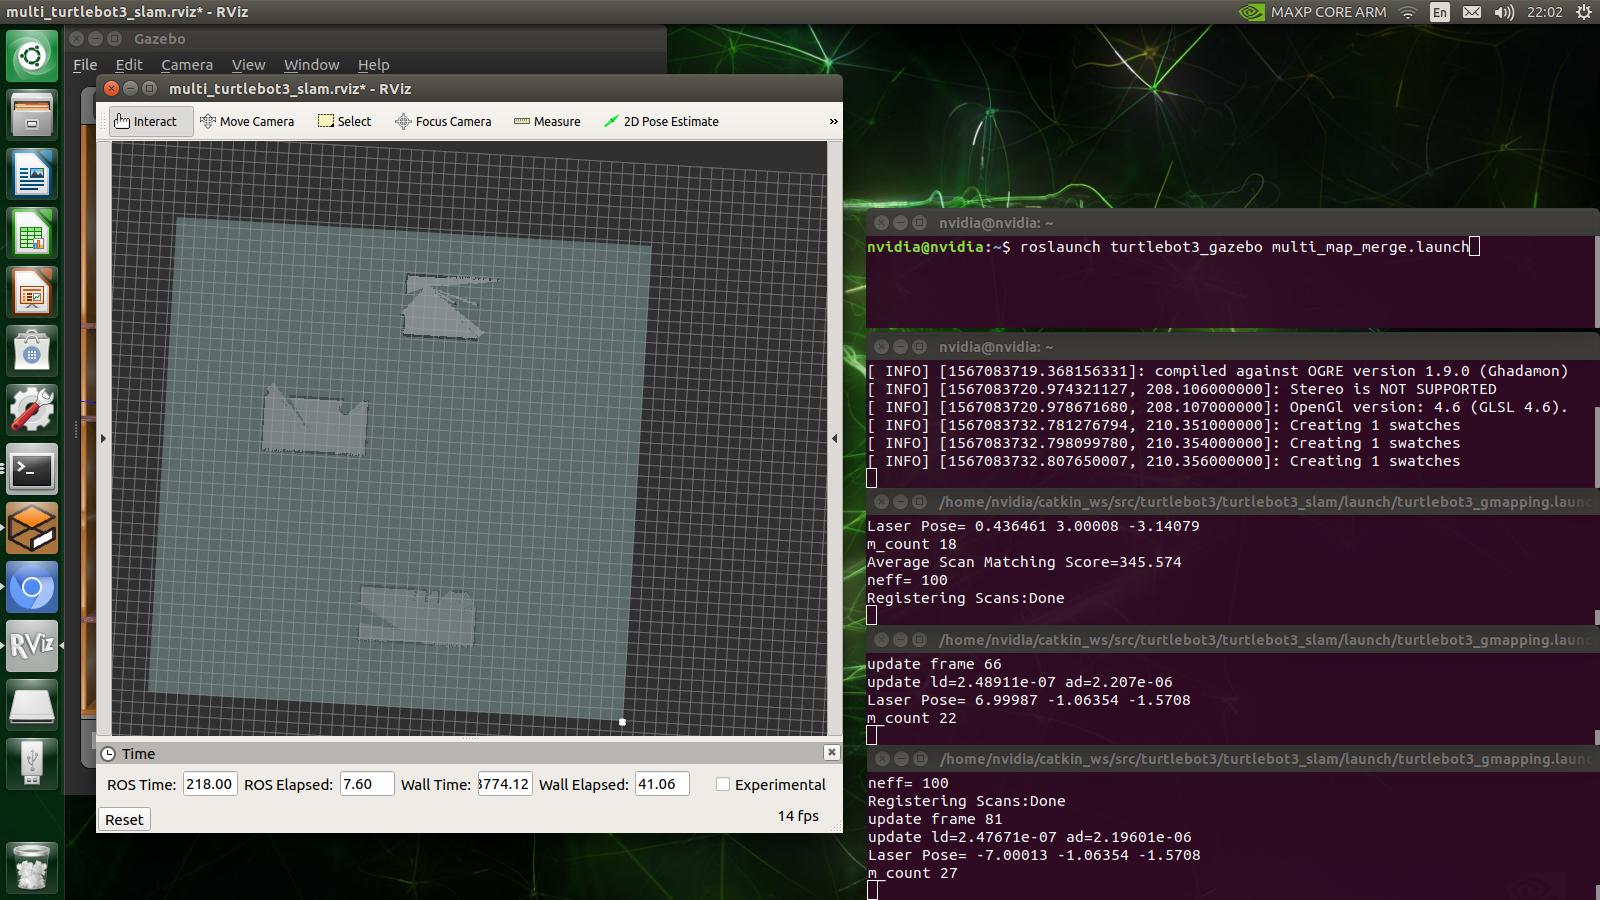 multi_turtlebot3_slam.rviz* - RViz
MAXP CORE ARM
En
22:02
Gazebo
File Edit Camera View Window Help
multi_turtlebot3_slam.rviz* - RViz
Interact Move Camera Select Focus Camera Measure 2D Pose Estimate »
Time
ROS Time: 218.00 ROS Elapsed: 7.60 Wall Time: 3774.12 Wall Elapsed: 41.06 Experimental
Reset 14 fps
RViz
nvidia@nvidia: ~
nvidia@nvidia:~$ roslaunch turtlebot3_gazebo multi_map_merge.launch
nvidia@nvidia: ~
[ INFO] [1567083719.368156331]: compiled against OGRE version 1.9.0 (Ghadamon)
[ INFO] [1567083720.974321127, 208.106000000]: Stereo is NOT SUPPORTED
[ INFO] [1567083720.978671680, 208.107000000]: OpenGl version: 4.6 (GLSL 4.6).
[ INFO] [1567083732.781276794, 210.351000000]: Creating 1 swatches
[ INFO] [1567083732.798099780, 210.354000000]: Creating 1 swatches
[ INFO] [1567083732.807650007, 210.356000000]: Creating 1 swatches
/home/nvidia/catkin_ws/src/turtlebot3/turtlebot3_slam/launch/turtlebot3_gmapping.laun
Laser Pose= 0.436461 3.00008 -3.14079
m_count 18
Average Scan Matching Score=345.574
neff= 100
Registering Scans:Done
/home/nvidia/catkin_ws/src/turtlebot3/turtlebot3_slam/launch/turtlebot3_gmapping.laun
update frame 66
update ld=2.48911e-07 ad=2.207e-06
Laser Pose= 6.99987 -1.06354 -1.5708
m_count 22
/home/nvidia/catkin_ws/src/turtlebot3/turtlebot3_slam/launch/turtlebot3_gmapping.laun
neff= 100
Registering Scans:Done
update frame 81
update ld=2.47671e-07 ad=2.19601e-06
Laser Pose= -7.00013 -1.06354 -1.5708
m_count 27